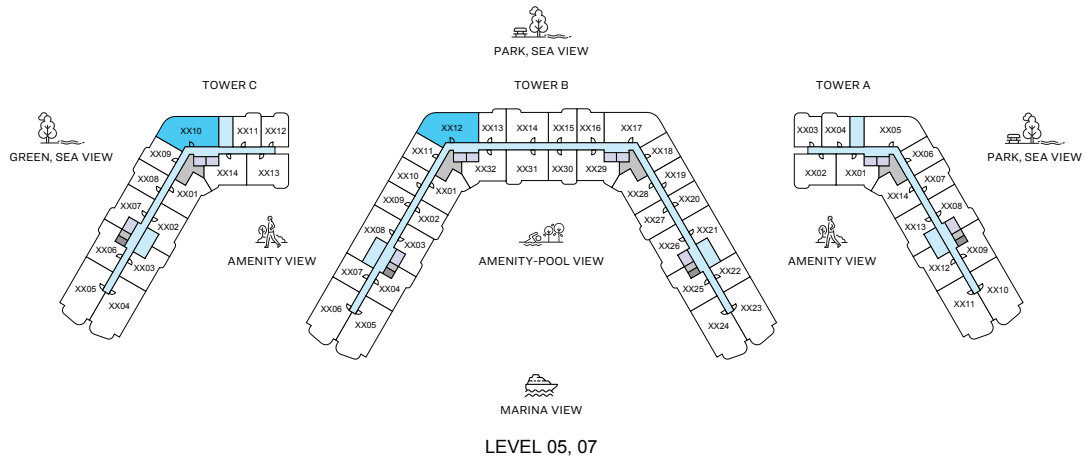 PARK, SEA VIEW
TOWER C
TOWER B
TOWER A
GREEN, SEA VIEW
PARK, SEA VIEW
XX10
XX11
XX12
XX09
XX08
XX07
XX06
XX05
XX04
XX03
XX02
XX01
XX14
XX13
XX12
XX13
XX14
XX15
XX16
XX17
XX11
XX10
XX09
XX08
XX07
XX06
XX05
XX04
XX03
XX02
XX01
XX32
XX31
XX30
XX29
XX28
XX27
XX26
XX25
XX24
XX18
XX19
XX20
XX21
XX22
XX23
XX03
XX04
XX05
XX02
XX01
XX06
XX07
XX08
XX09
XX10
XX14
XX13
XX12
XX11
AMENITY VIEW
AMENITY-POOL VIEW
AMENITY VIEW
MARINA VIEW
LEVEL 05, 07